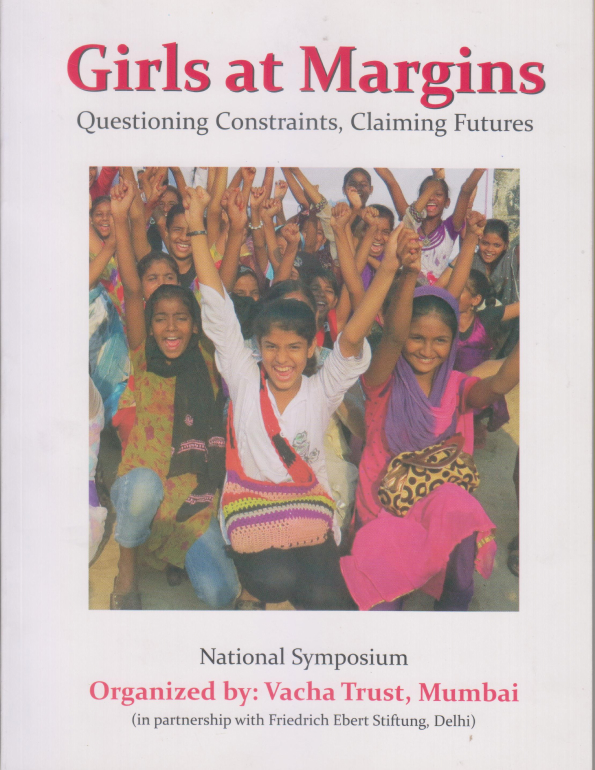 Girls at Margins
Questioning Constraints, Claiming Futures
National Symposium
Organized by: Vacha Trust, Mumbai
(in partnership with Friedrich Ebert Stiftung, Delhi)